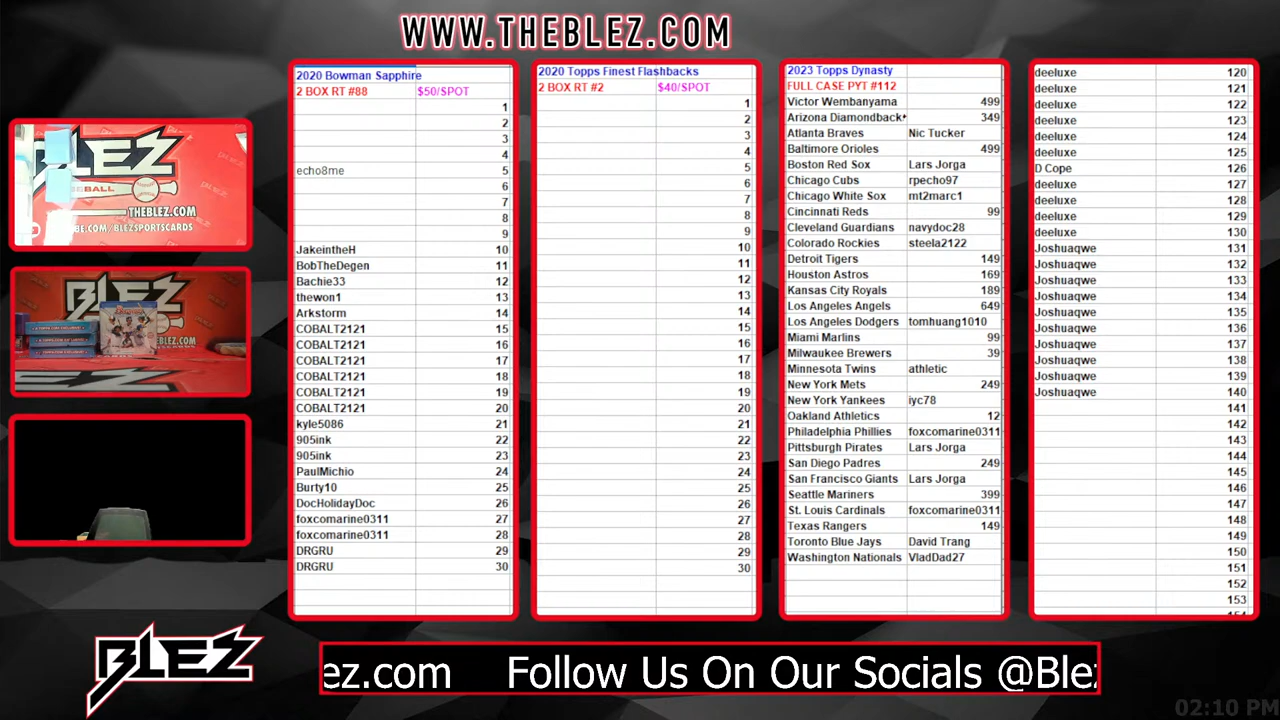 WWW.THEBLEZ.COM
BLEZ
BASEBALL
THEBLEZ.COM
BE.COM/BLEZSPORTSCARDS
BLEZ
THEBLEZ.COM
2020 Bowman Sapphire
2 BOX RT #88 $50/SPOT
1
2
3
4
echo8me 5
6
7
8
9
JakeintheH 10
BobTheDegen 11
Bachie33 12
thewon1 13
Arkstorm 14
COBALT2121 15
COBALT2121 16
COBALT2121 17
COBALT2121 18
COBALT2121 19
COBALT2121 20
kyle5086 21
905ink 22
905ink 23
PaulMichio 24
Burty10 25
DocHolidayDoc 26
foxcomarine0311 27
foxcomarine0311 28
DRGRU 29
DRGRU 30
2020 Topps Finest Flashbacks
2 BOX RT #2 $40/SPOT
1
2
3
4
5
6
7
8
9
10
11
12
13
14
15
16
17
18
19
20
21
22
23
24
25
26
27
28
29
30
2023 Topps Dynasty
FULL CASE PYT #112
Victor Wembanyama 499
Arizona Diamondback 349
Atlanta Braves Nic Tucker
Baltimore Orioles 499
Boston Red Sox Lars Jorga
Chicago Cubs rpecho97
Chicago White Sox mt2marc1
Cincinnati Reds 99
Cleveland Guardians navydoc28
Colorado Rockies steela2122
Detroit Tigers 149
Houston Astros 169
Kansas City Royals 189
Los Angeles Angels 649
Los Angeles Dodgers tomhuang1010
Miami Marlins 99
Milwaukee Brewers 39
Minnesota Twins athletic
New York Mets 249
New York Yankees iyc78
Oakland Athletics 12
Philadelphia Phillies foxcomarine0311
Pittsburgh Pirates Lars Jorga
San Diego Padres 249
San Francisco Giants Lars Jorga
Seattle Mariners 399
St. Louis Cardinals foxcomarine0311
Texas Rangers 149
Toronto Blue Jays David Trang
Washington Nationals VladDad27
deeluxe 120
deeluxe 121
deeluxe 122
deeluxe 123
deeluxe 124
deeluxe 125
D Cope 126
deeluxe 127
deeluxe 128
deeluxe 129
deeluxe 130
Joshuaqwe 131
Joshuaqwe 132
Joshuaqwe 133
Joshuaqwe 134
Joshuaqwe 135
Joshuaqwe 136
Joshuaqwe 137
Joshuaqwe 138
Joshuaqwe 139
Joshuaqwe 140
141
142
143
144
145
146
147
148
149
150
151
152
153
BLEZ
ez.com Follow Us On Our Socials @Blez
02:10 PM